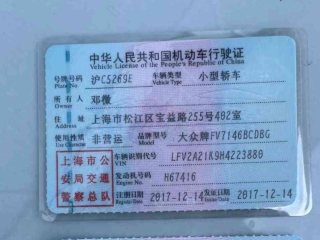 中华人民共和国机动车行驶证
Vehicle License of the People's Republic of China
号牌号码 沪C5269E 车辆类型 小型轿车
Plate No. Vehicle Type
所有人 邓薇
Owner
住址 上海市松江区宝益路255号482室
Address
使用性质 非营运 品牌型号 大众牌FV7146BCDBG
Use Character Model
上海市公 车辆识别代号 LFV2A21K9H4223880
VIN
安局交通 发动机号码 H67416
Engine No.
警察总队 注册日期 2017-12-14 发证日期 2017-12-14
Register Date Issue Date